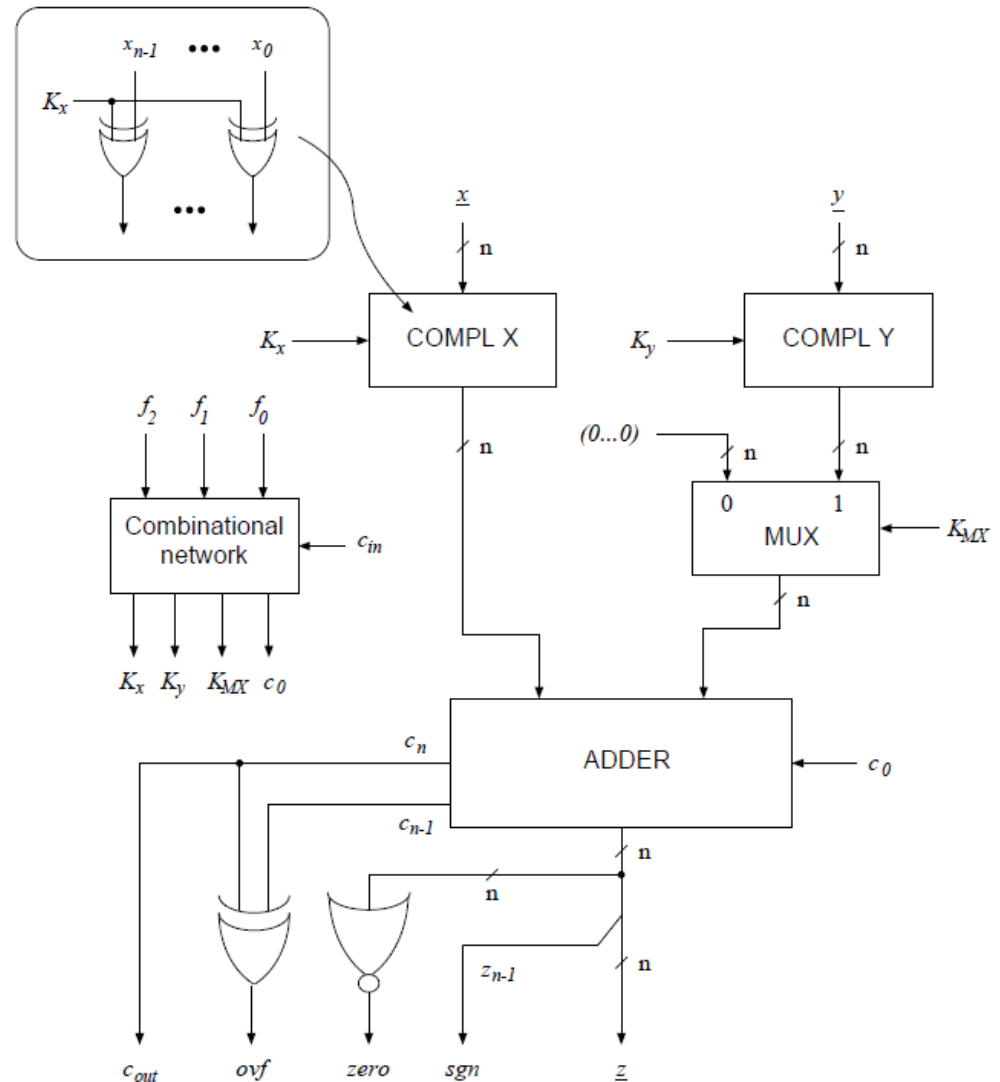 x_{n-1} ••• x_0
K_x
•••
x
y
n
n
K_x
COMPL X
K_y
COMPL Y
f_2 f_1 f_0
(0...0)
n
n
n
0 1
MUX
K_{MX}
Combinational network
c_{in}
n
K_x K_y K_{MX} c_0
c_n
ADDER
c_0
c_{n-1}
n
n
z_{n-1}
n
c_{out} ovf zero sgn z